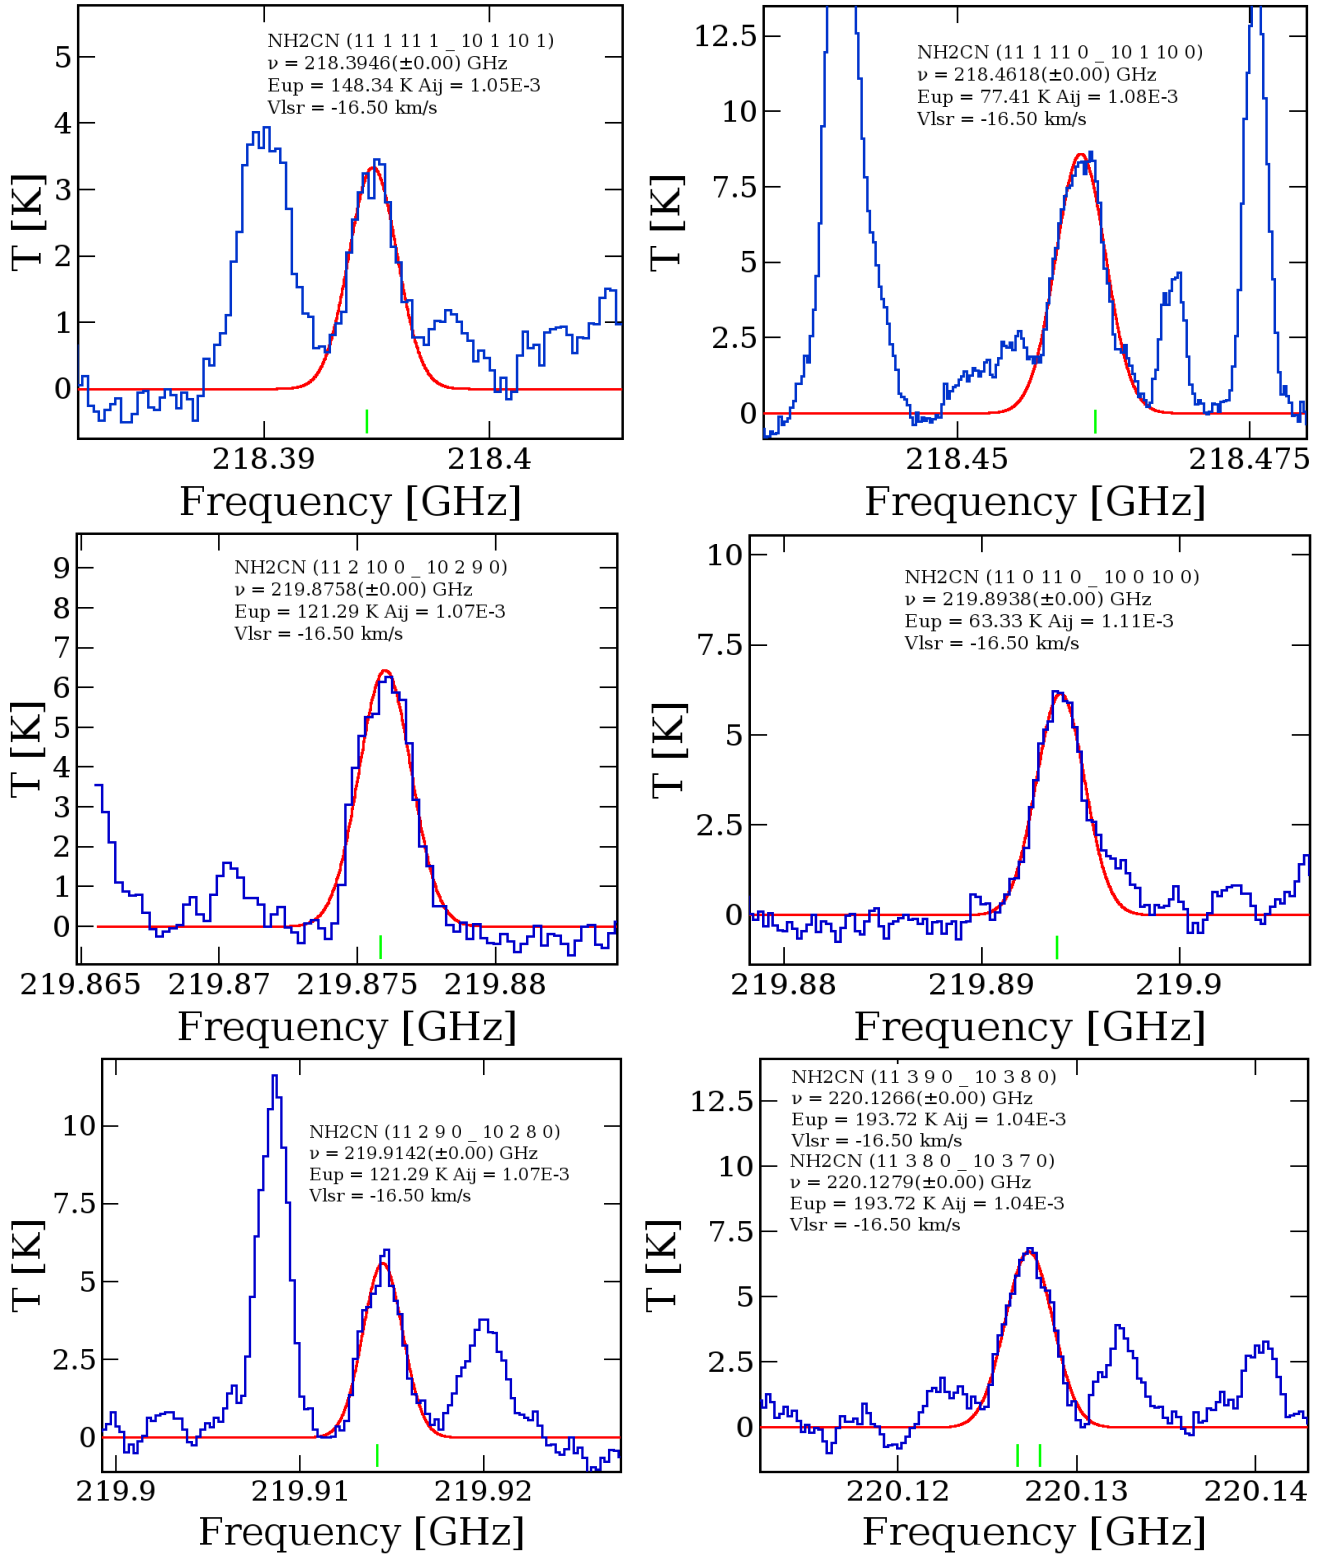 NH2CN (11 1 11 1 _ 10 1 10 1)
ν = 218.3946(±0.00) GHz
Eup = 148.34 K Aij = 1.05E-3
Vlsr = -16.50 km/s
5
4
3
2
1
0
T [K]
218.39 218.4
Frequency [GHz]
NH2CN (11 1 11 0 _ 10 1 10 0)
ν = 218.4618(±0.00) GHz
Eup = 77.41 K Aij = 1.08E-3
Vlsr = -16.50 km/s
12.5
10
7.5
5
2.5
0
T [K]
218.45 218.475
Frequency [GHz]
NH2CN (11 2 10 0 _ 10 2 9 0)
ν = 219.8758(±0.00) GHz
Eup = 121.29 K Aij = 1.07E-3
Vlsr = -16.50 km/s
9
8
7
6
5
4
3
2
1
0
T [K]
219.865 219.87 219.875 219.88
Frequency [GHz]
NH2CN (11 0 11 0 _ 10 0 10 0)
ν = 219.8938(±0.00) GHz
Eup = 63.33 K Aij = 1.11E-3
Vlsr = -16.50 km/s
10
7.5
5
2.5
0
T [K]
219.88 219.89 219.9
Frequency [GHz]
NH2CN (11 2 9 0 _ 10 2 8 0)
ν = 219.9142(±0.00) GHz
Eup = 121.29 K Aij = 1.07E-3
Vlsr = -16.50 km/s
10
7.5
5
2.5
0
T [K]
219.9 219.91 219.92
Frequency [GHz]
NH2CN (11 3 9 0 _ 10 3 8 0)
ν = 220.1266(±0.00) GHz
Eup = 193.72 K Aij = 1.04E-3
Vlsr = -16.50 km/s
NH2CN (11 3 8 0 _ 10 3 7 0)
ν = 220.1279(±0.00) GHz
Eup = 193.72 K Aij = 1.04E-3
Vlsr = -16.50 km/s
12.5
10
7.5
5
2.5
0
T [K]
220.12 220.13 220.14
Frequency [GHz]